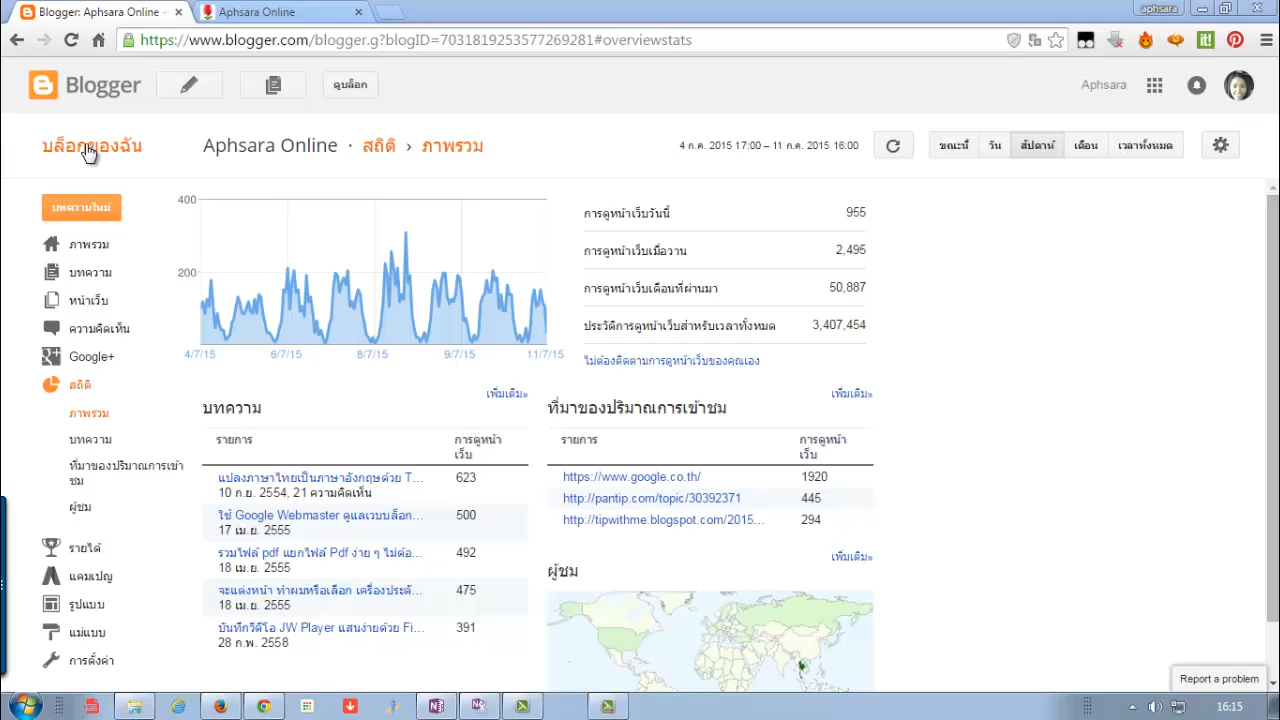 Blogger: Aphsara Online -
Aphsara Online
aphsara
https://www.blogger.com/blogger.g?blogID=7031819253577269281#overviewstats
Blogger
ดูบล็อก
Aphsara
บล็อกของฉัน
Aphsara Online · สถิติ › ภาพรวม
4 ก.ค. 2015 17:00 – 11 ก.ค. 2015 16:00
ขณะนี้ วัน สัปดาห์ เดือน เวลาทั้งหมด
บทความใหม่
ภาพรวม
บทความ
หน้าเว็บ
ความคิดเห็น
Google+
สถิติ
ภาพรวม
บทความ
ที่มาของปริมาณการเข้า
ชม
ผู้ชม
รายได้
แคมเปญ
รูปแบบ
แม่แบบ
การตั้งค่า
400
200
4/7/15 6/7/15 8/7/15 9/7/15 11/7/15
การดูหน้าเว็บวันนี้ 955
การดูหน้าเว็บเมื่อวาน 2,495
การดูหน้าเว็บเดือนที่ผ่านมา 50,887
ประวัติการดูหน้าเว็บสำหรับเวลาทั้งหมด 3,407,454
ไม่ต้องติดตามการดูหน้าเว็บของคุณเอง
เพิ่มเติม»
บทความ
รายการ การดูหน้า
เว็บ
แปลงภาษาไทยเป็นภาษาอังกฤษด้วย T... 623
10 ก.ย. 2554, 21 ความคิดเห็น
ใช้ Google Webmaster ดูแลเวบบล็อก... 500
17 เม.ย. 2555
รวมไฟล์ pdf แยกไฟล์ Pdf ง่าย ๆ ไม่ต้อ... 492
18 เม.ย. 2555
จะแต่งหน้า ทำผมหรือเลือก เครื่องประดั... 475
18 เม.ย. 2555
บันทึกวีดีโอ JW Player แสนง่ายด้วย Fi... 391
28 ก.พ. 2558
เพิ่มเติม»
ที่มาของปริมาณการเข้าชม
รายการ การดูหน้า
เว็บ
https://www.google.co.th/ 1920
http://pantip.com/topic/30392371 445
http://tipwithme.blogspot.com/2015... 294
เพิ่มเติม»
ผู้ชม
Report a problem
16:15